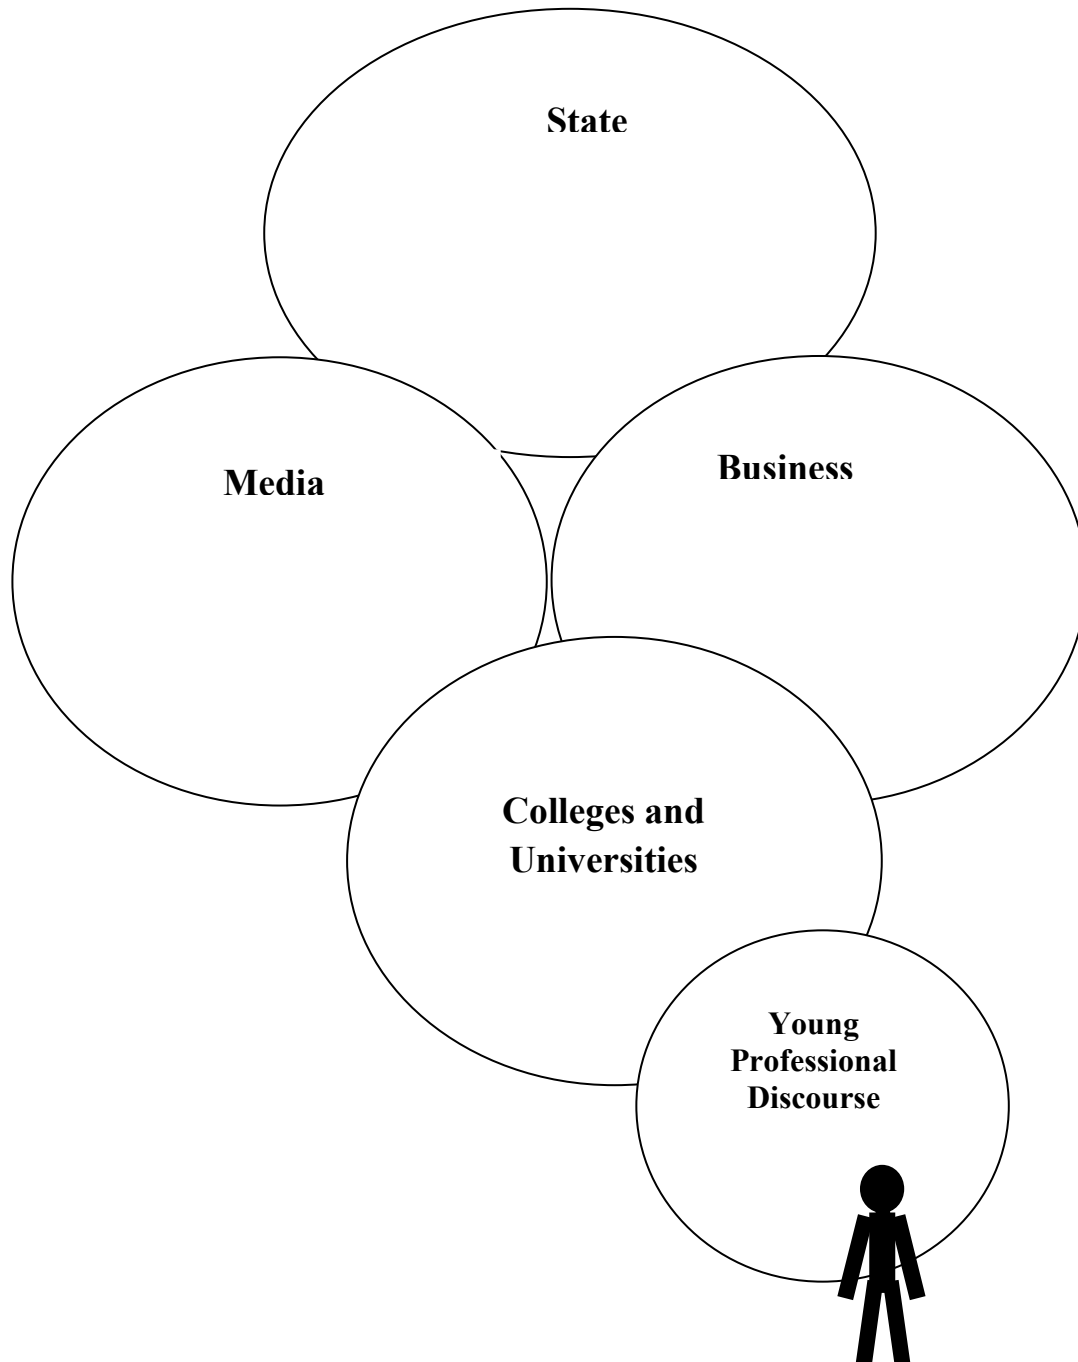 State
Media
Business
Colleges and
Universities
Young
Professional
Discourse